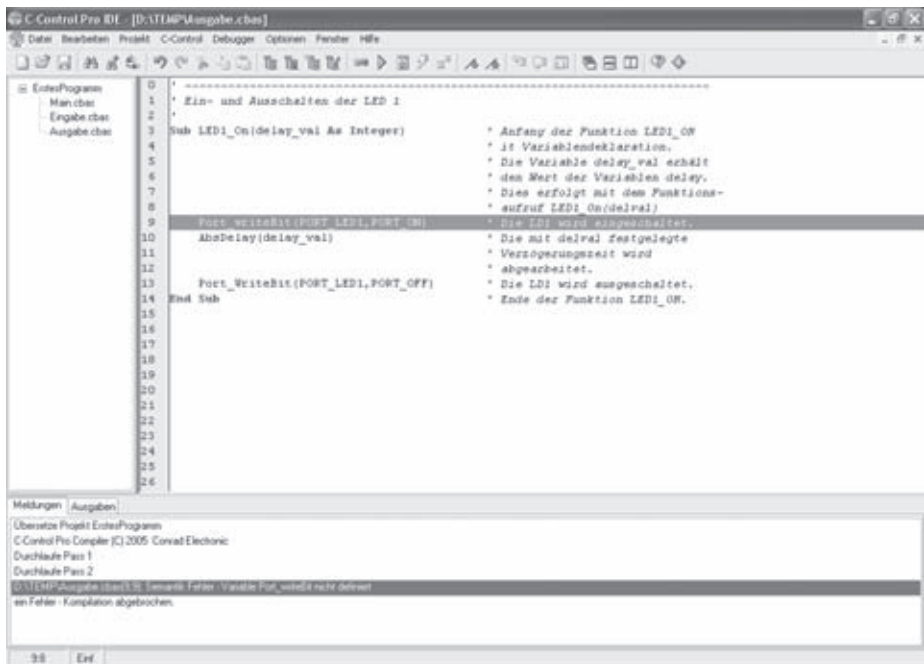 C-Control Pro IDE - [D:\TEMP\Ausgabe.cbas]
Datei Bearbeiten Projekt C-Control Debugger Optionen Fenster Hilfe
ErstesProgramm
Main.cbas
Eingabe.cbas
Ausgabe.cbas
0 ' --------------------------------------------------------------------------
1 ' Ein- und Ausschalten der LED 1
2 '
3 Sub LED1_On(delay_val As Integer) ' Anfang der Funktion LED1_ON
4 ' it Variablendeklaration.
5 ' Die Variable delay_val erhält
6 ' den Wert der Variablen delay.
7 ' Dies erfolgt mit dem Funktions-
8 ' aufruf LED1_On(delval)
9 Port_writeBit(PORT_LED1,PORT_ON) ' Die LD1 wird eingeschaltet.
10 AbsDelay(delay_val) ' Die mit delval festgelegte
11 ' Verzögerungszeit wird
12 ' abgearbeitet.
13 Port_WriteBit(PORT_LED1,PORT_OFF) ' Die LD1 wird ausgeschaltet.
14 End Sub ' Ende der Funktion LED1_ON.
15
16
17
18
19
20
21
22
23
24
25
26
Meldungen Ausgaben
Übersetze Projekt ErstesProgramm
C-Control Pro Compiler (C) 2005 Conrad Electronic
Durchlaufe Pass 1
Durchlaufe Pass 2
D:\TEMP\Ausgabe.cbas(9,9): Semantik Fehler - Variable Port_writeBit nicht definiert
ein Fehler - Kompilation abgebrochen.
9:8 Einf